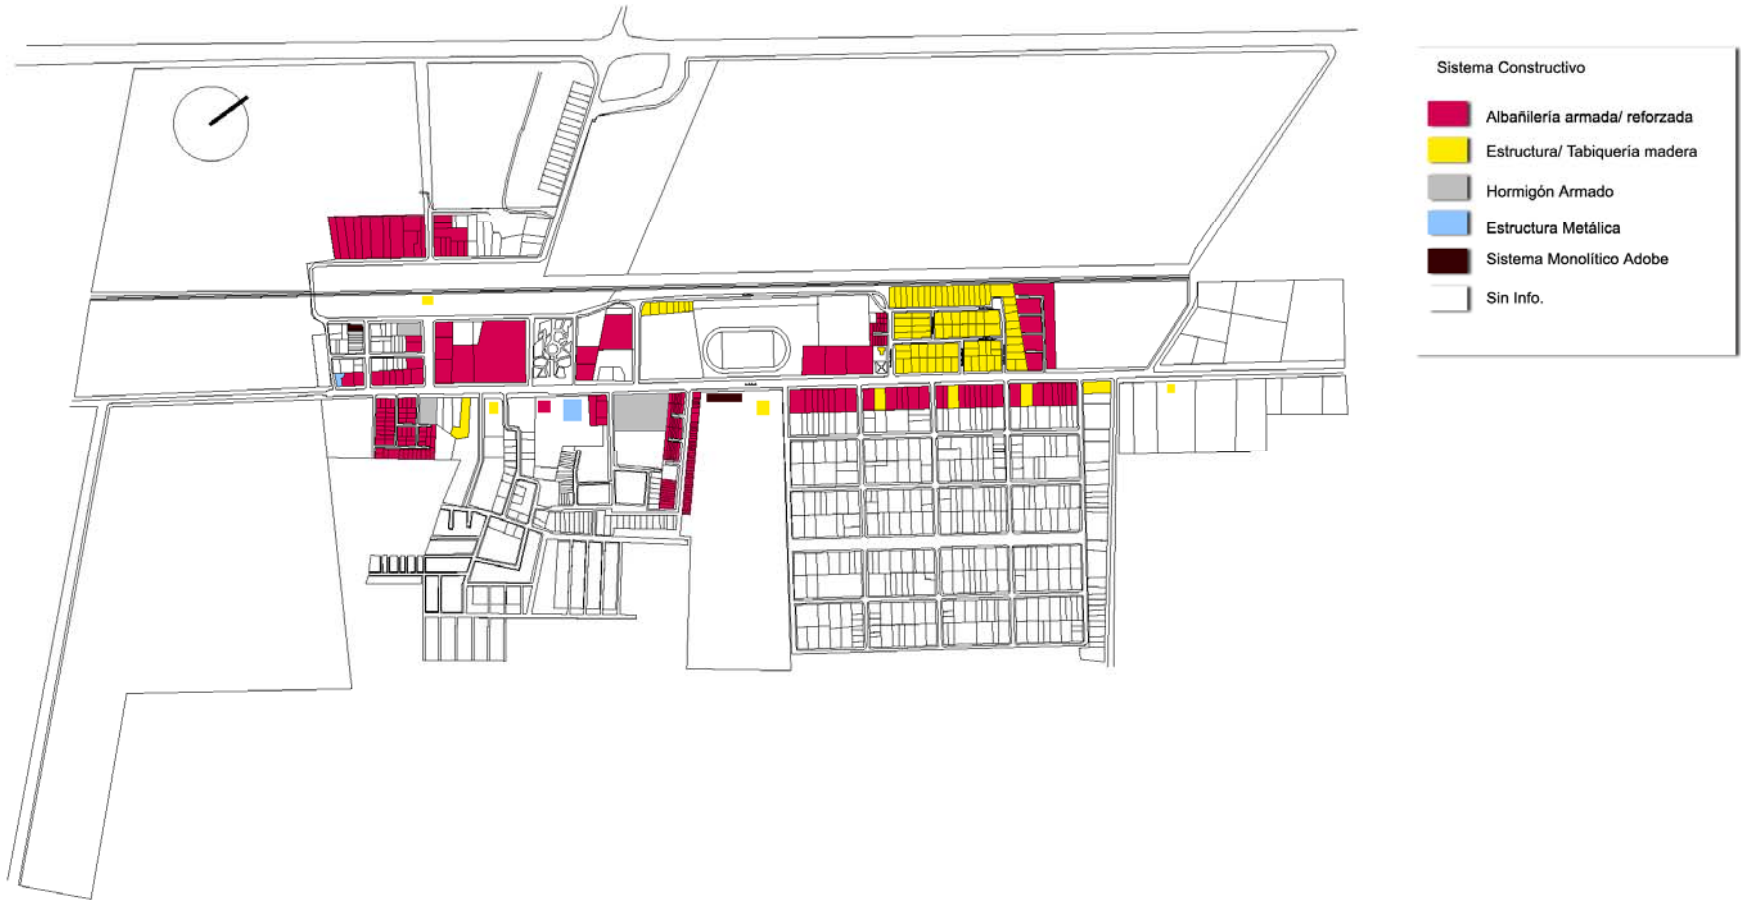 Sistema Constructivo
Albañilería armada/ reforzada
Estructura/ Tabiquería madera
Hormigón Armado
Estructura Metálica
Sistema Monolítico Adobe
Sin Info.